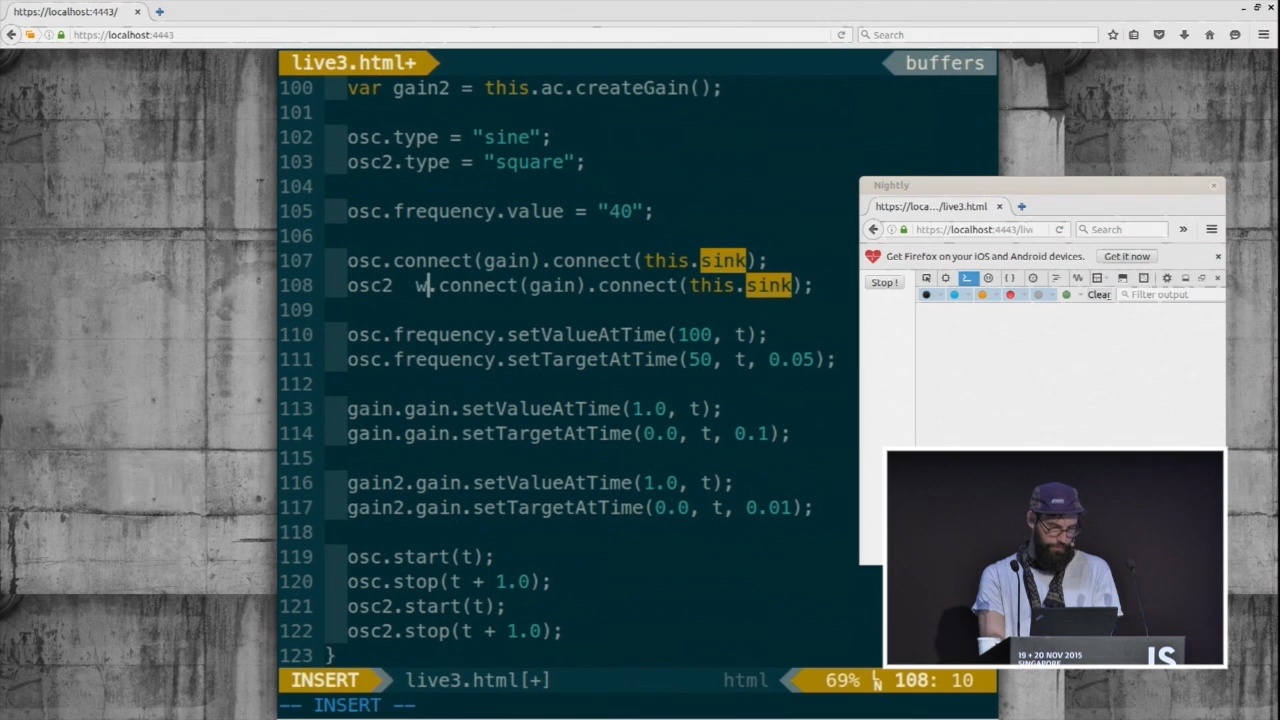 https://localhost:4443/
https://localhost:4443
Search
live3.html+
buffers
100 var gain2 = this.ac.createGain();
101
102 osc.type = "sine";
103 osc2.type = "square";
104
105 osc.frequency.value = "40";
106
107 osc.connect(gain).connect(this.sink);
108 osc2  w.connect(gain).connect(this.sink);
109
110 osc.frequency.setValueAtTime(100, t);
111 osc.frequency.setTargetAtTime(50, t, 0.05);
112
113 gain.gain.setValueAtTime(1.0, t);
114 gain.gain.setTargetAtTime(0.0, t, 0.1);
115
116 gain2.gain.setValueAtTime(1.0, t);
117 gain2.gain.setTargetAtTime(0.0, t, 0.01);
118
119 osc.start(t);
120 osc.stop(t + 1.0);
121 osc2.start(t);
122 osc2.stop(t + 1.0);
123 }
INSERT live3.html[+] html 69% LN 108: 10
-- INSERT --
Nightly
https://loca.../live3.html
https://localhost:4443/liv
Search
Get Firefox on your iOS and Android devices. Get it now
Stop !
Clear
Filter output
19 + 20 NOV 2015
SINGAPORE
JS